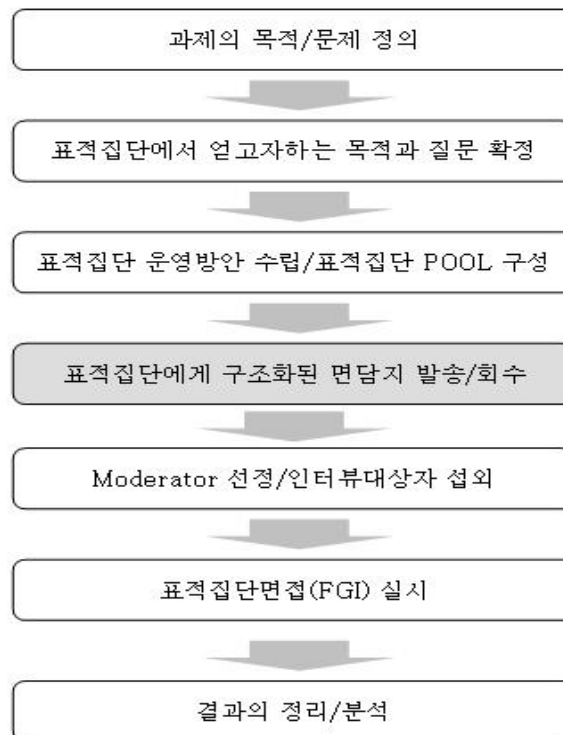 과제의 목적/문제 정의
표적집단에서 얻고자하는 목적과 질문 확정
표적집단 운영방안 수립/표적집단 POOL 구성
표적집단에게 구조화된 면담지 발송/회수
Moderator 선정/인터뷰대상자 섭외
표적집단면접(FGI) 실시
결과의 정리/분석